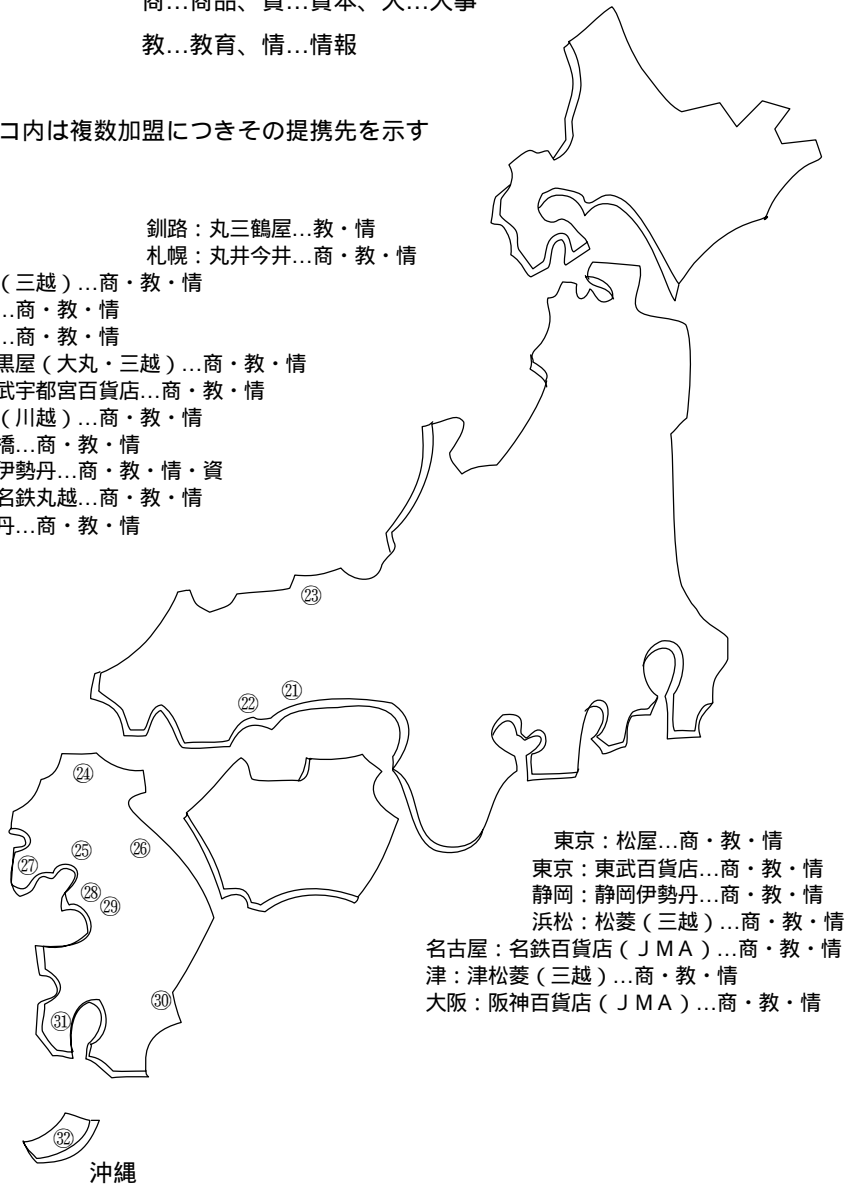 商…商品、資…資本、人…人事
教…教育、情…情報
コ内は複数加盟につきその提携先を示す
釧路：丸三鶴屋…教・情
札幌：丸井今井…商・教・情
（三越）…商・教・情
…商・教・情
…商・教・情
黒屋（大丸・三越）…商・教・情
武宇都宮百貨店…商・教・情
（川越）…商・教・情
橋…商・教・情
伊勢丹…商・教・情・資
名鉄丸越…商・教・情
丹…商・教・情
㉓
㉑
㉒
㉔
㉕
㉖
㉗
㉘
㉙
㉚
㉛
㉜
沖縄
東京：松屋…商・教・情
東京：東武百貨店…商・教・情
静岡：静岡伊勢丹…商・教・情
浜松：松菱（三越）…商・教・情
名古屋：名鉄百貨店（ＪＭＡ）…商・教・情
津：津松菱（三越）…商・教・情
大阪：阪神百貨店（ＪＭＡ）…商・教・情